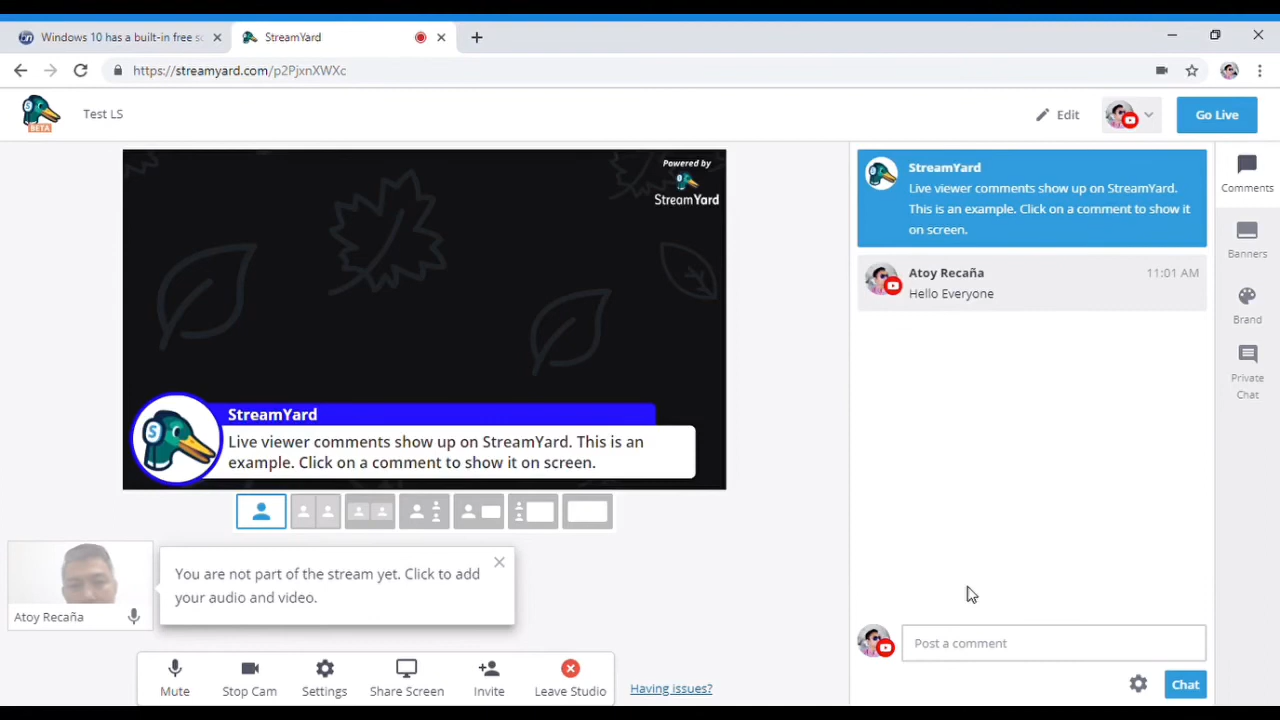 Windows 10 has a built-in free sc
StreamYard
https://streamyard.com/p2PjxnXWXc
BETA
Test LS
Edit
Go Live
Powered by
StreamYard
StreamYard
Live viewer comments show up on StreamYard. This is an
example. Click on a comment to show it on screen.
StreamYard
Live viewer comments show up on StreamYard.
This is an example. Click on a comment to show it
on screen.
Atoy Recaña
11:01 AM
Hello Everyone
Comments
Banners
Brand
Private
Chat
You are not part of the stream yet. Click to add
your audio and video.
Atoy Recaña
Post a comment
Chat
Mute
Stop Cam
Settings
Share Screen
Invite
Leave Studio
Having issues?